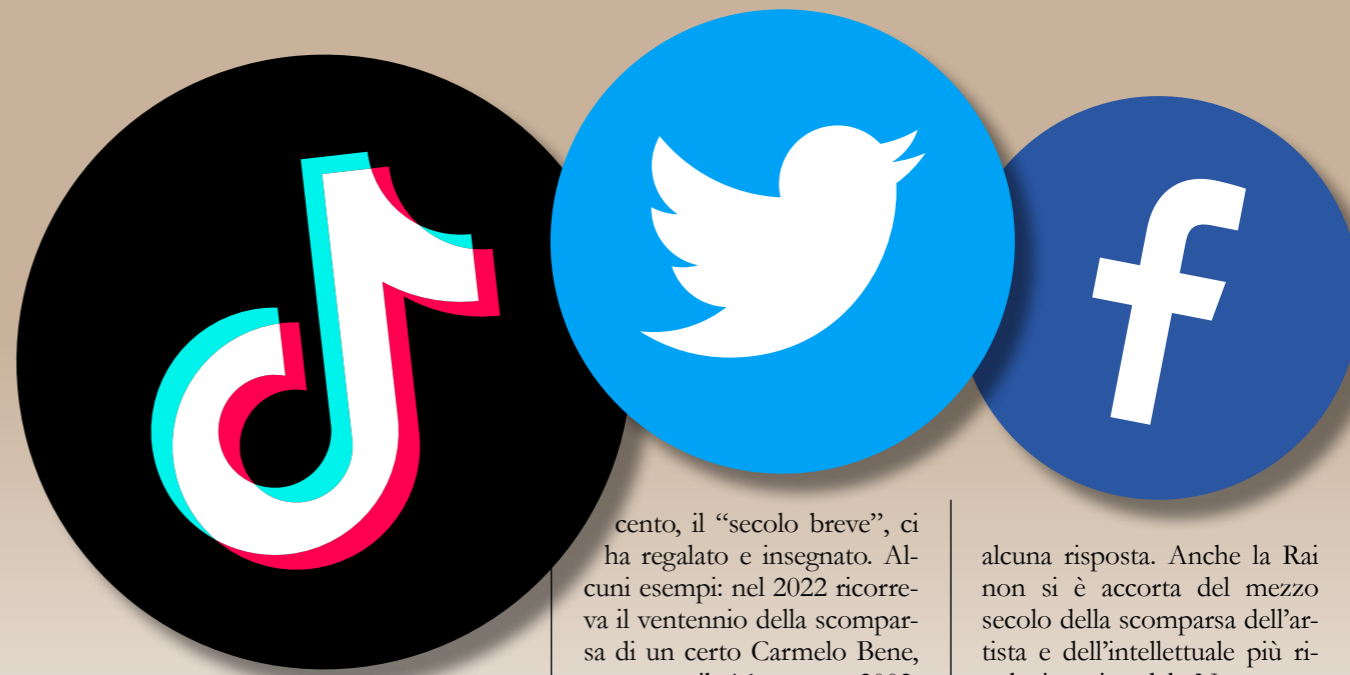 cento, il “secolo breve”, ci
ha regalato e insegnato. Al-
cuni esempi: nel 2022 ricorre-
va il ventennio della scompar-
sa di un certo Carmelo Bene,
alcuna risposta. Anche la Rai
non si è accorta del mezzo
secolo della scomparsa dell’ar-
tista e dell’intellettuale più ri-